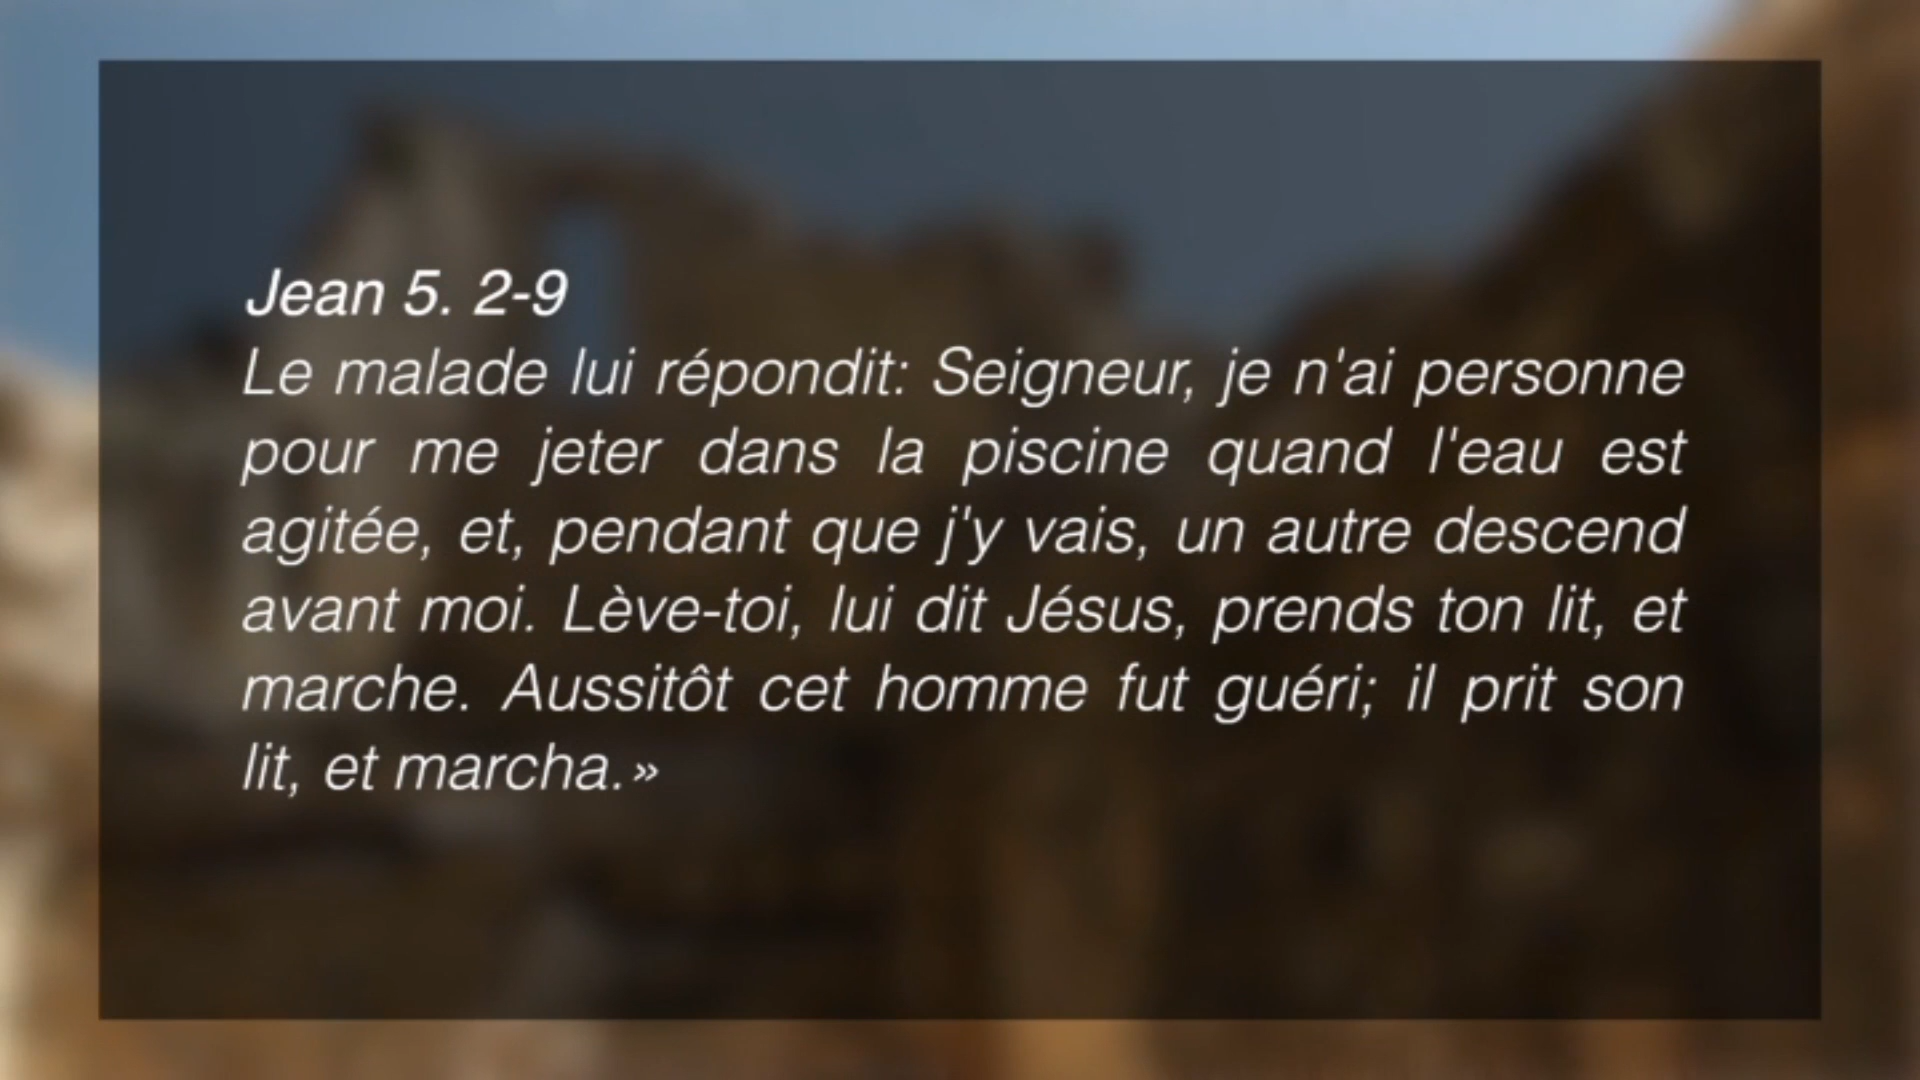 Jean 5. 2-9
Le malade lui répondit: Seigneur, je n'ai personne
pour me jeter dans la piscine quand l'eau est
agitée, et, pendant que j'y vais, un autre descend
avant moi. Lève-toi, lui dit Jésus, prends ton lit, et
marche. Aussitôt cet homme fut guéri; il prit son
lit, et marcha.»